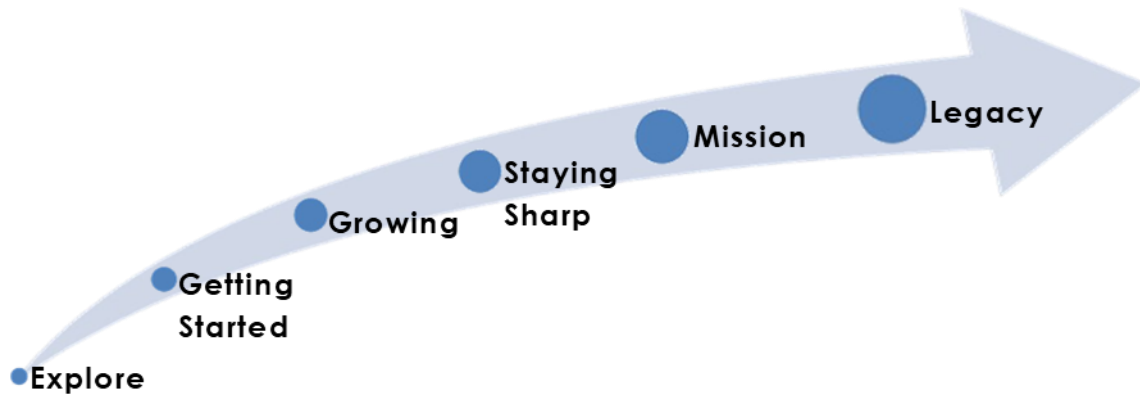 Explore
Getting
Started
Growing
Staying
Sharp
Mission
Legacy